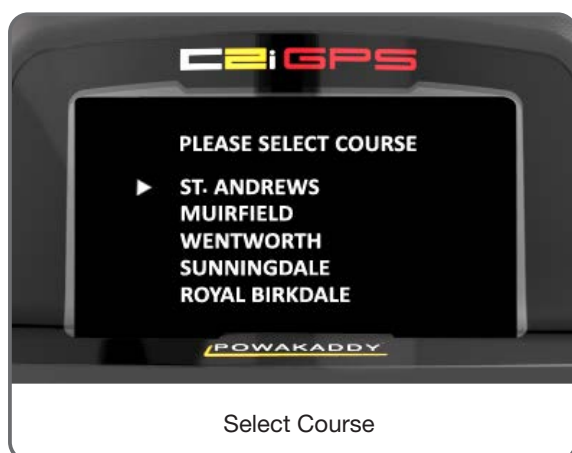 C2i GPS
PLEASE SELECT COURSE
▶ ST. ANDREWS
MUIRFIELD
WENTWORTH
SUNNINGDALE
ROYAL BIRKDALE
POWAKADDY
Select Course